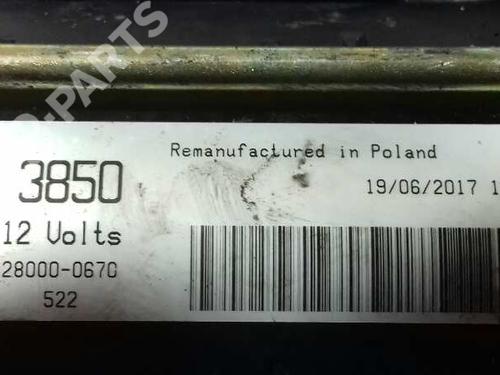 Remanufactured in Poland
3850
19/06/2017 1
12 Volts
28000-0670
522